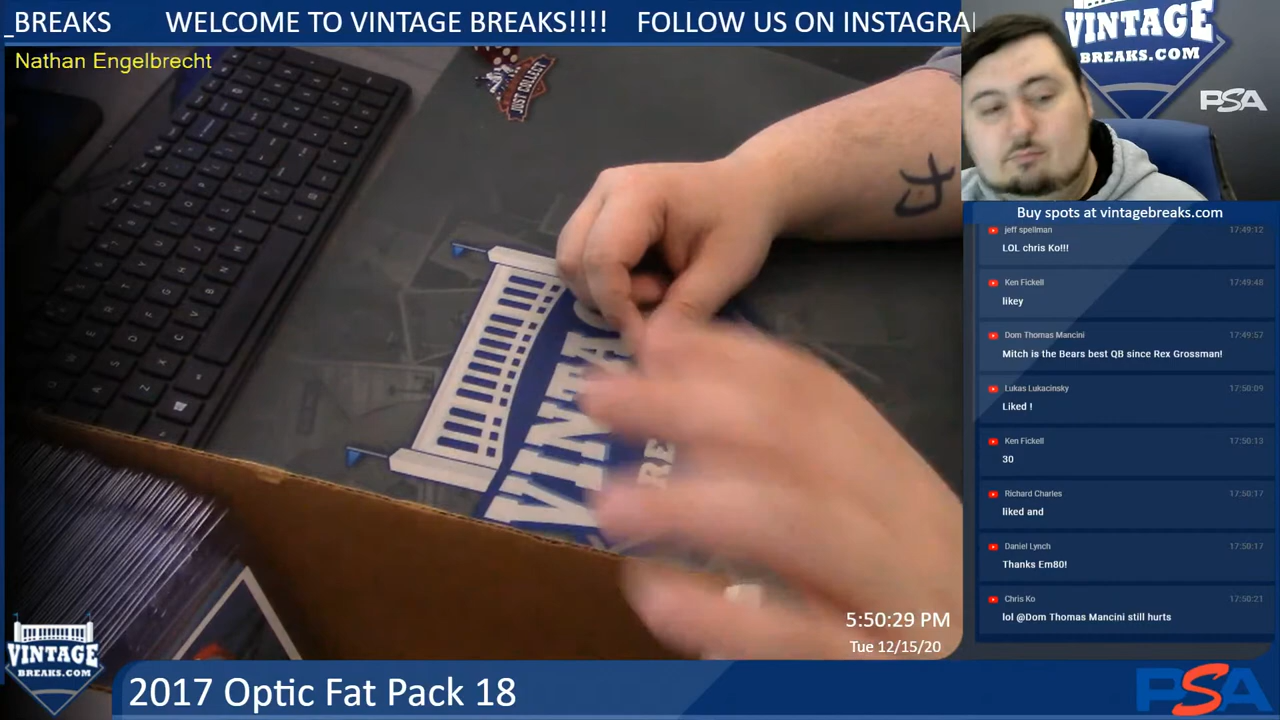 _BREAKS WELCOME TO VINTAGE BREAKS!!!! FOLLOW US ON INSTAGRA
Nathan Engelbrecht
JUST COLLECT
VINTAGE
BREAKS.COM
PSA
Buy spots at vintagebreaks.com
jeff spellman 17:49:12
LOL chris Ko!!!
Ken Fickell 17:49:48
likey
Dom Thomas Mancini 17:49:57
Mitch is the Bears best QB since Rex Grossman!
Lukas Lukacinsky 17:50:09
Liked !
Ken Fickell 17:50:13
30
Richard Charles 17:50:17
liked and
Daniel Lynch 17:50:17
Thanks Em80!
Chris Ko 17:50:21
lol @Dom Thomas Mancini still hurts
5:50:29 PM
Tue 12/15/20
VINTAGE
BREAKS.COM
2017 Optic Fat Pack 18
PSA